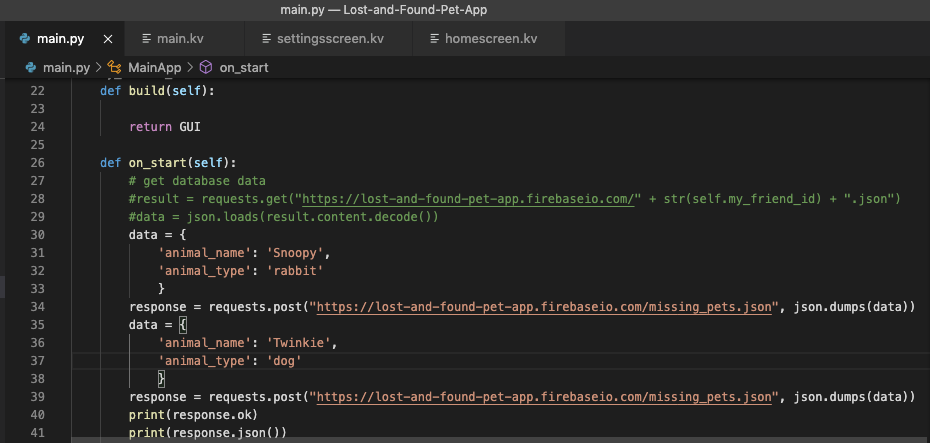 main.py — Lost-and-Found-Pet-App
main.py × main.kv settingsscreen.kv homescreen.kv
main.py > MainApp > on_start
22 def build(self):
23
24 return GUI
25
26 def on_start(self):
27 # get database data
28 #result = requests.get("https://lost-and-found-pet-app.firebaseio.com/" + str(self.my_friend_id) + ".json")
29 #data = json.loads(result.content.decode())
30 data = {
31 'animal_name': 'Snoopy',
32 'animal_type': 'rabbit'
33 }
34 response = requests.post("https://lost-and-found-pet-app.firebaseio.com/missing_pets.json", json.dumps(data))
35 data = {
36 'animal_name': 'Twinkie',
37 'animal_type': 'dog'
38 }
39 response = requests.post("https://lost-and-found-pet-app.firebaseio.com/missing_pets.json", json.dumps(data))
40 print(response.ok)
41 print(response.json())